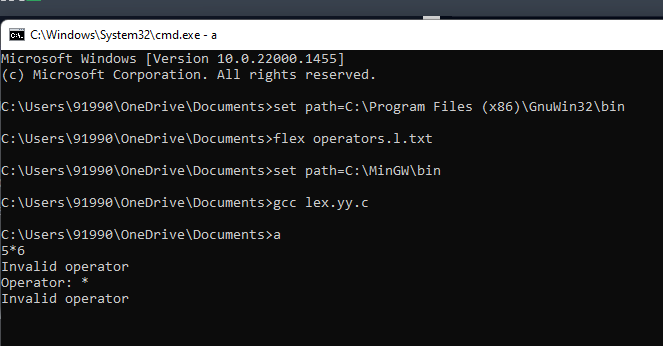 C:\Windows\System32\cmd.exe - a
Microsoft Windows [Version 10.0.22000.1455]
(c) Microsoft Corporation. All rights reserved.
C:\Users\91990\OneDrive\Documents>set path=C:\Program Files (x86)\GnuWin32\bin
C:\Users\91990\OneDrive\Documents>flex operators.l.txt
C:\Users\91990\OneDrive\Documents>set path=C:\MinGW\bin
C:\Users\91990\OneDrive\Documents>gcc lex.yy.c
C:\Users\91990\OneDrive\Documents>a
5*6
Invalid operator
Operator: *
Invalid operator